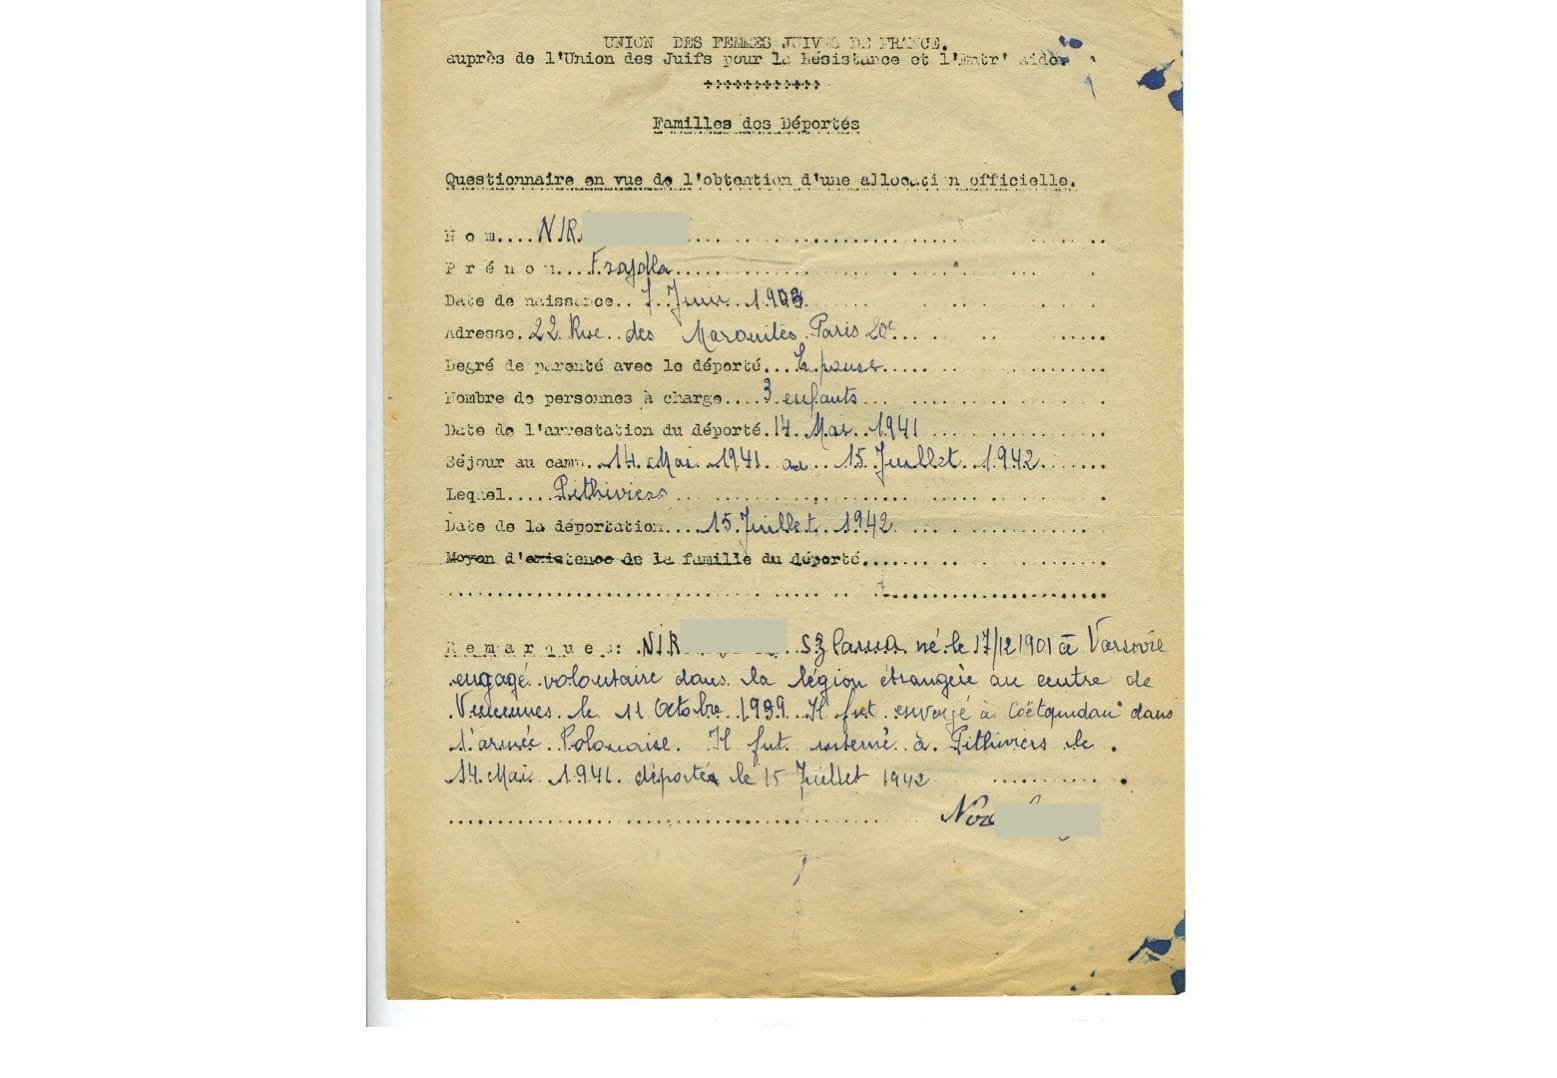 UNION DES FEMMES JUIVES DE FRANCE.
auprès de l'Union des Juifs pour la Résistance et l'Entr'aide.
++++++++++++
Familles des Déportés
Questionnaire en vue de l'obtention d'une allocation officielle.
Nom....NIR
Prénom....Frajdla
Date de naissance.. 7 Juin 1903
Adresse. 22 Rue des Maronites Paris 20e
Degré de parenté avec le déporté... Epouse
Nombre de personnes à charge.... 3 enfants
Date de l'arrestation du déporté. 14 Mai 1941
Séjour au camp.. 14 Mai 1941 au 15 Juillet 1942
Lequel..... Pithiviers
Date de la déportation.... 15 Juillet 1942
Moyen d'existence de la famille du déporté.......
Remarques: NIR Szlama né le 17/12 1901 à Varsovie
engagé volontaire dans la légion étrangère au centre de
Vincennes le 11 Octobre 1939 Il fut envoyé à Coëtquidan dans
l'armée Polonaise. Il fut interné à Pithiviers le
14 Mai 1941 déporté le 15 Juillet 1942